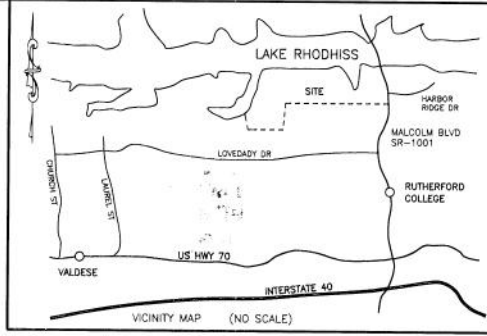 LAKE RHODHISS
SITE
HARBOR
RIDGE DR
MALCOLM BLVD
SR-1001
LOVEDADY DR
CHURCH ST
LAUREL ST
RUTHERFORD
COLLEGE
US HWY 70
VALDESE
INTERSTATE 40
VICINITY MAP (NO SCALE)